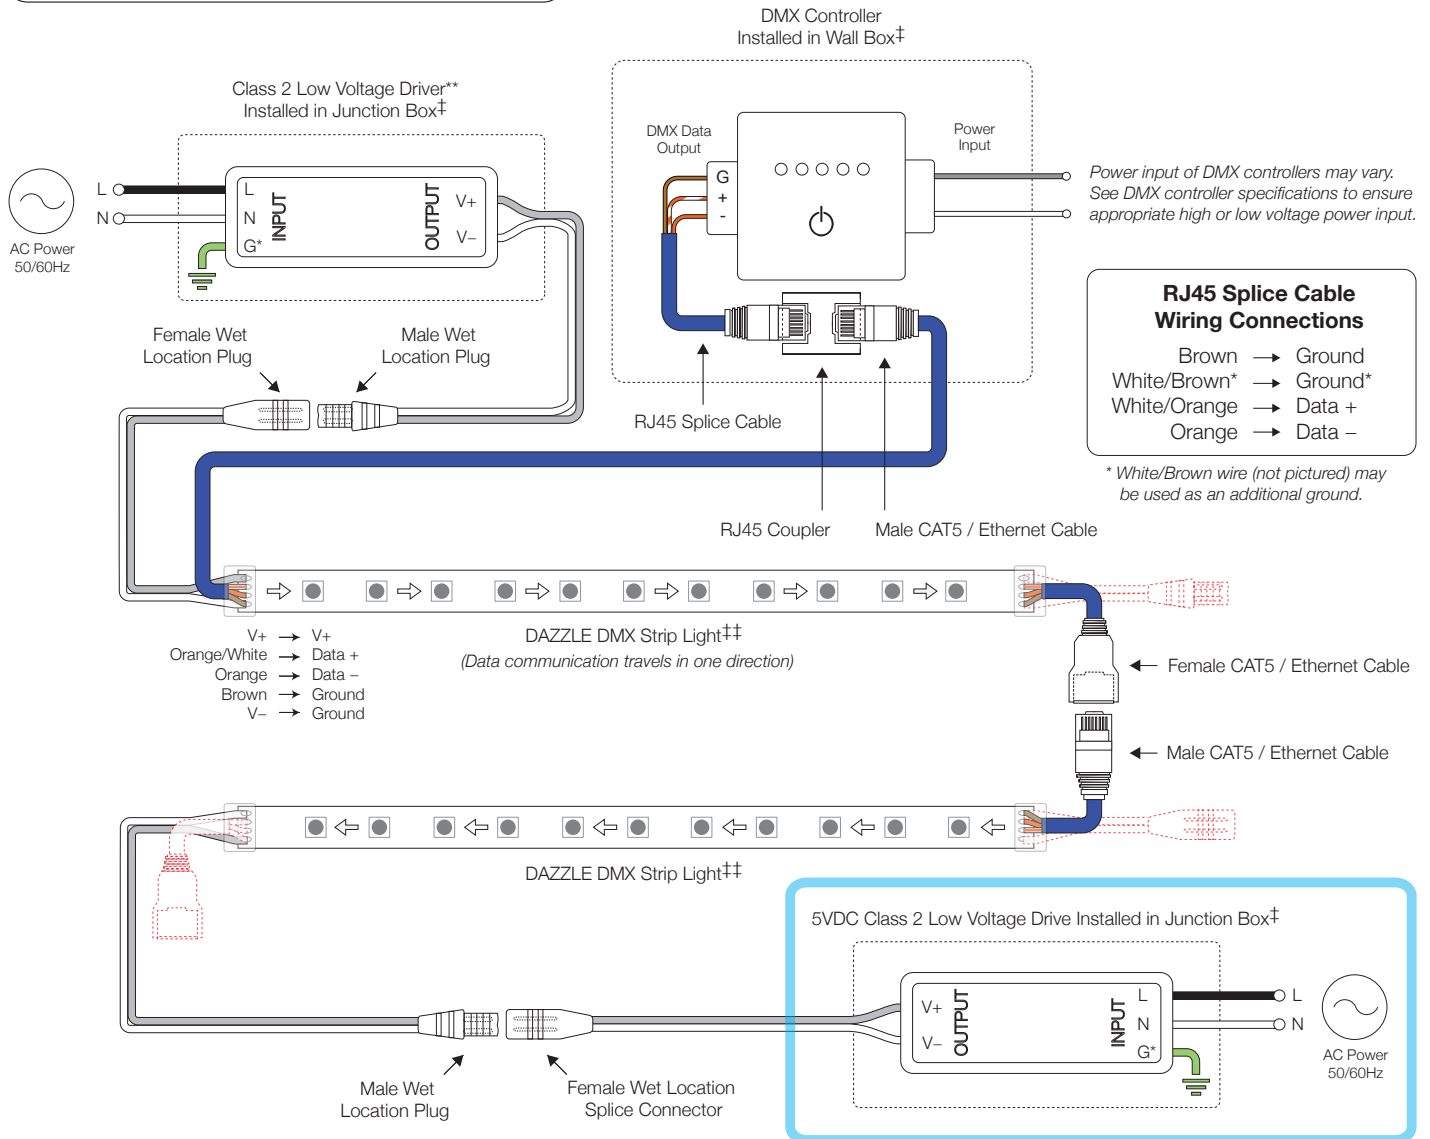 DMX Controller
Installed in Wall Box‡
Class 2 Low Voltage Driver**
Installed in Junction Box‡
DMX Data
Output
Power
Input
G
+
-
Power input of DMX controllers may vary.
See DMX controller specifications to ensure
appropriate high or low voltage power input.
AC Power
50/60Hz
L
N
L
N
G*
INPUT
OUTPUT
V+
V–
RJ45 Splice Cable
Wiring Connections
Brown → Ground
White/Brown* → Ground*
White/Orange → Data +
Orange → Data –
* White/Brown wire (not pictured) may
be used as an additional ground.
Female Wet
Location Plug
Male Wet
Location Plug
RJ45 Splice Cable
RJ45 Coupler
Male CAT5 / Ethernet Cable
V+ → V+
Orange/White → Data +
Orange → Data –
Brown → Ground
V– → Ground
DAZZLE DMX Strip Light‡‡
(Data communication travels in one direction)
Female CAT5 / Ethernet Cable
Male CAT5 / Ethernet Cable
DAZZLE DMX Strip Light‡‡
5VDC Class 2 Low Voltage Drive Installed in Junction Box‡
V+
V–
OUTPUT
INPUT
L
N
G*
L
N
AC Power
50/60Hz
Male Wet
Location Plug
Female Wet Location
Splice Connector